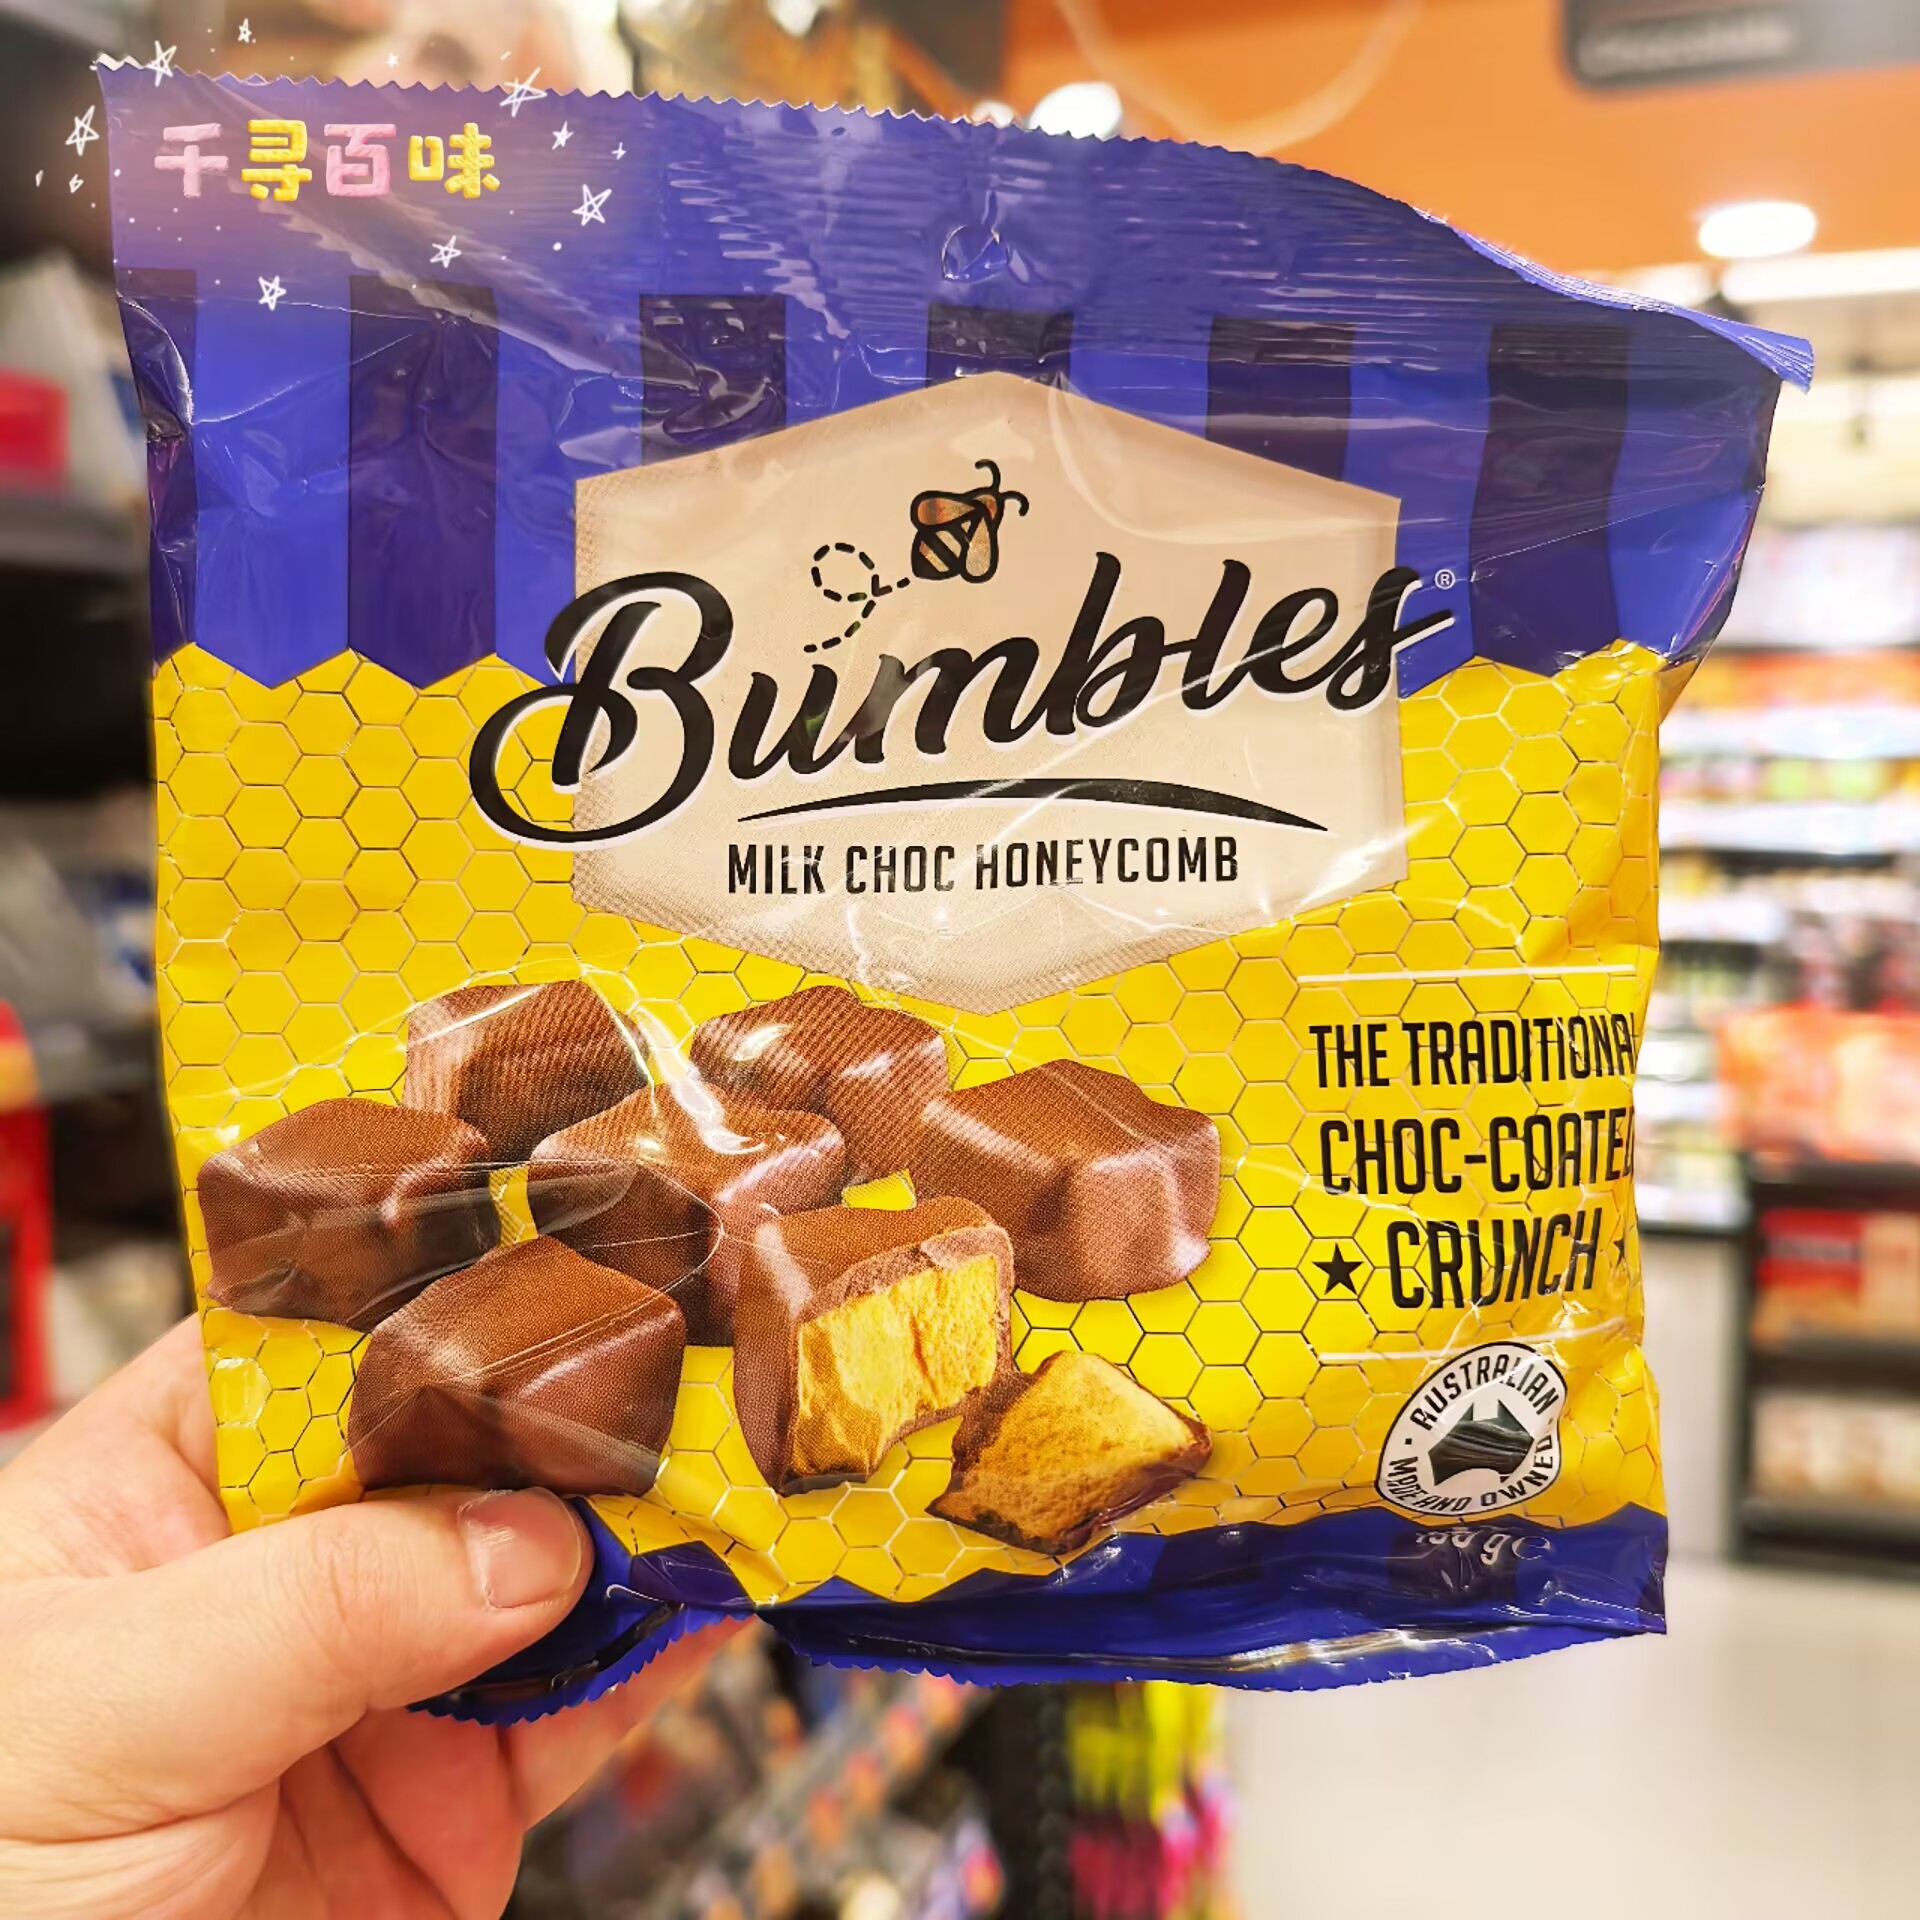 千寻百味
Bumbles®
MILK CHOC HONEYCOMB
THE TRADITIONAL
CHOC-COATED
★ CRUNCH ★
• AUSTRALIAN •
MADE AND OWNED